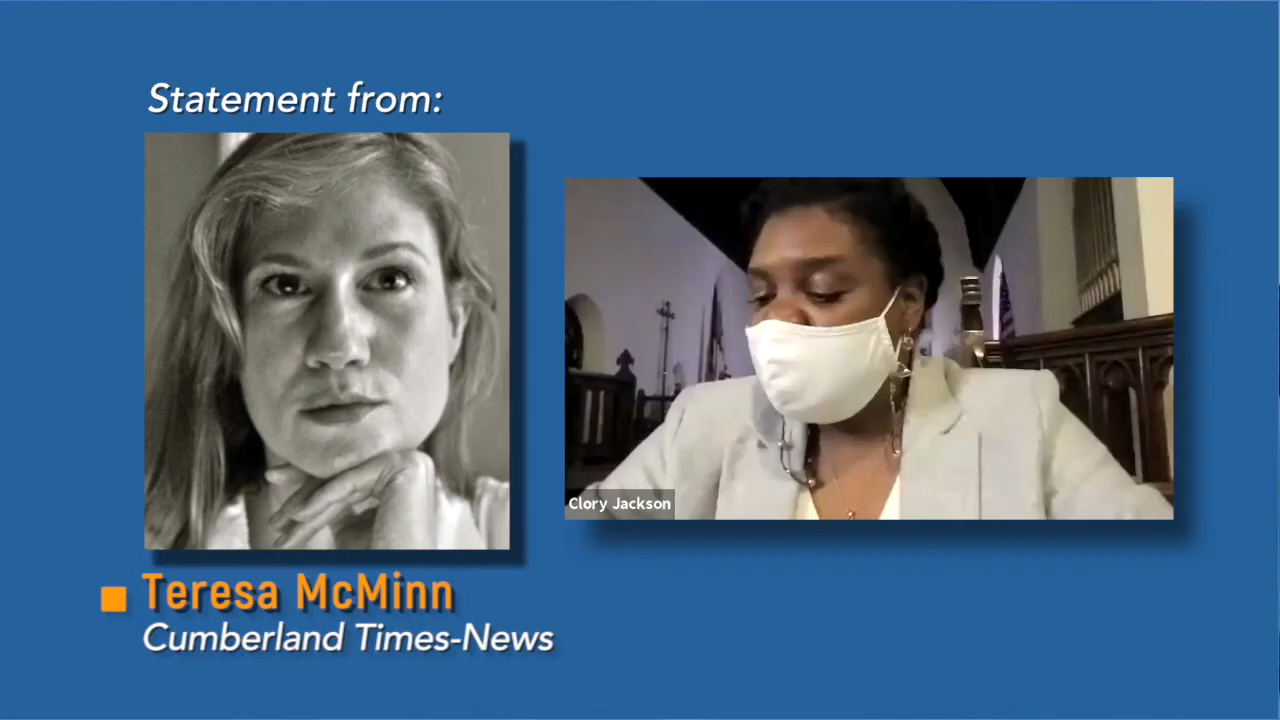 Statement from:
Clory Jackson
Teresa McMinn
Cumberland Times-News